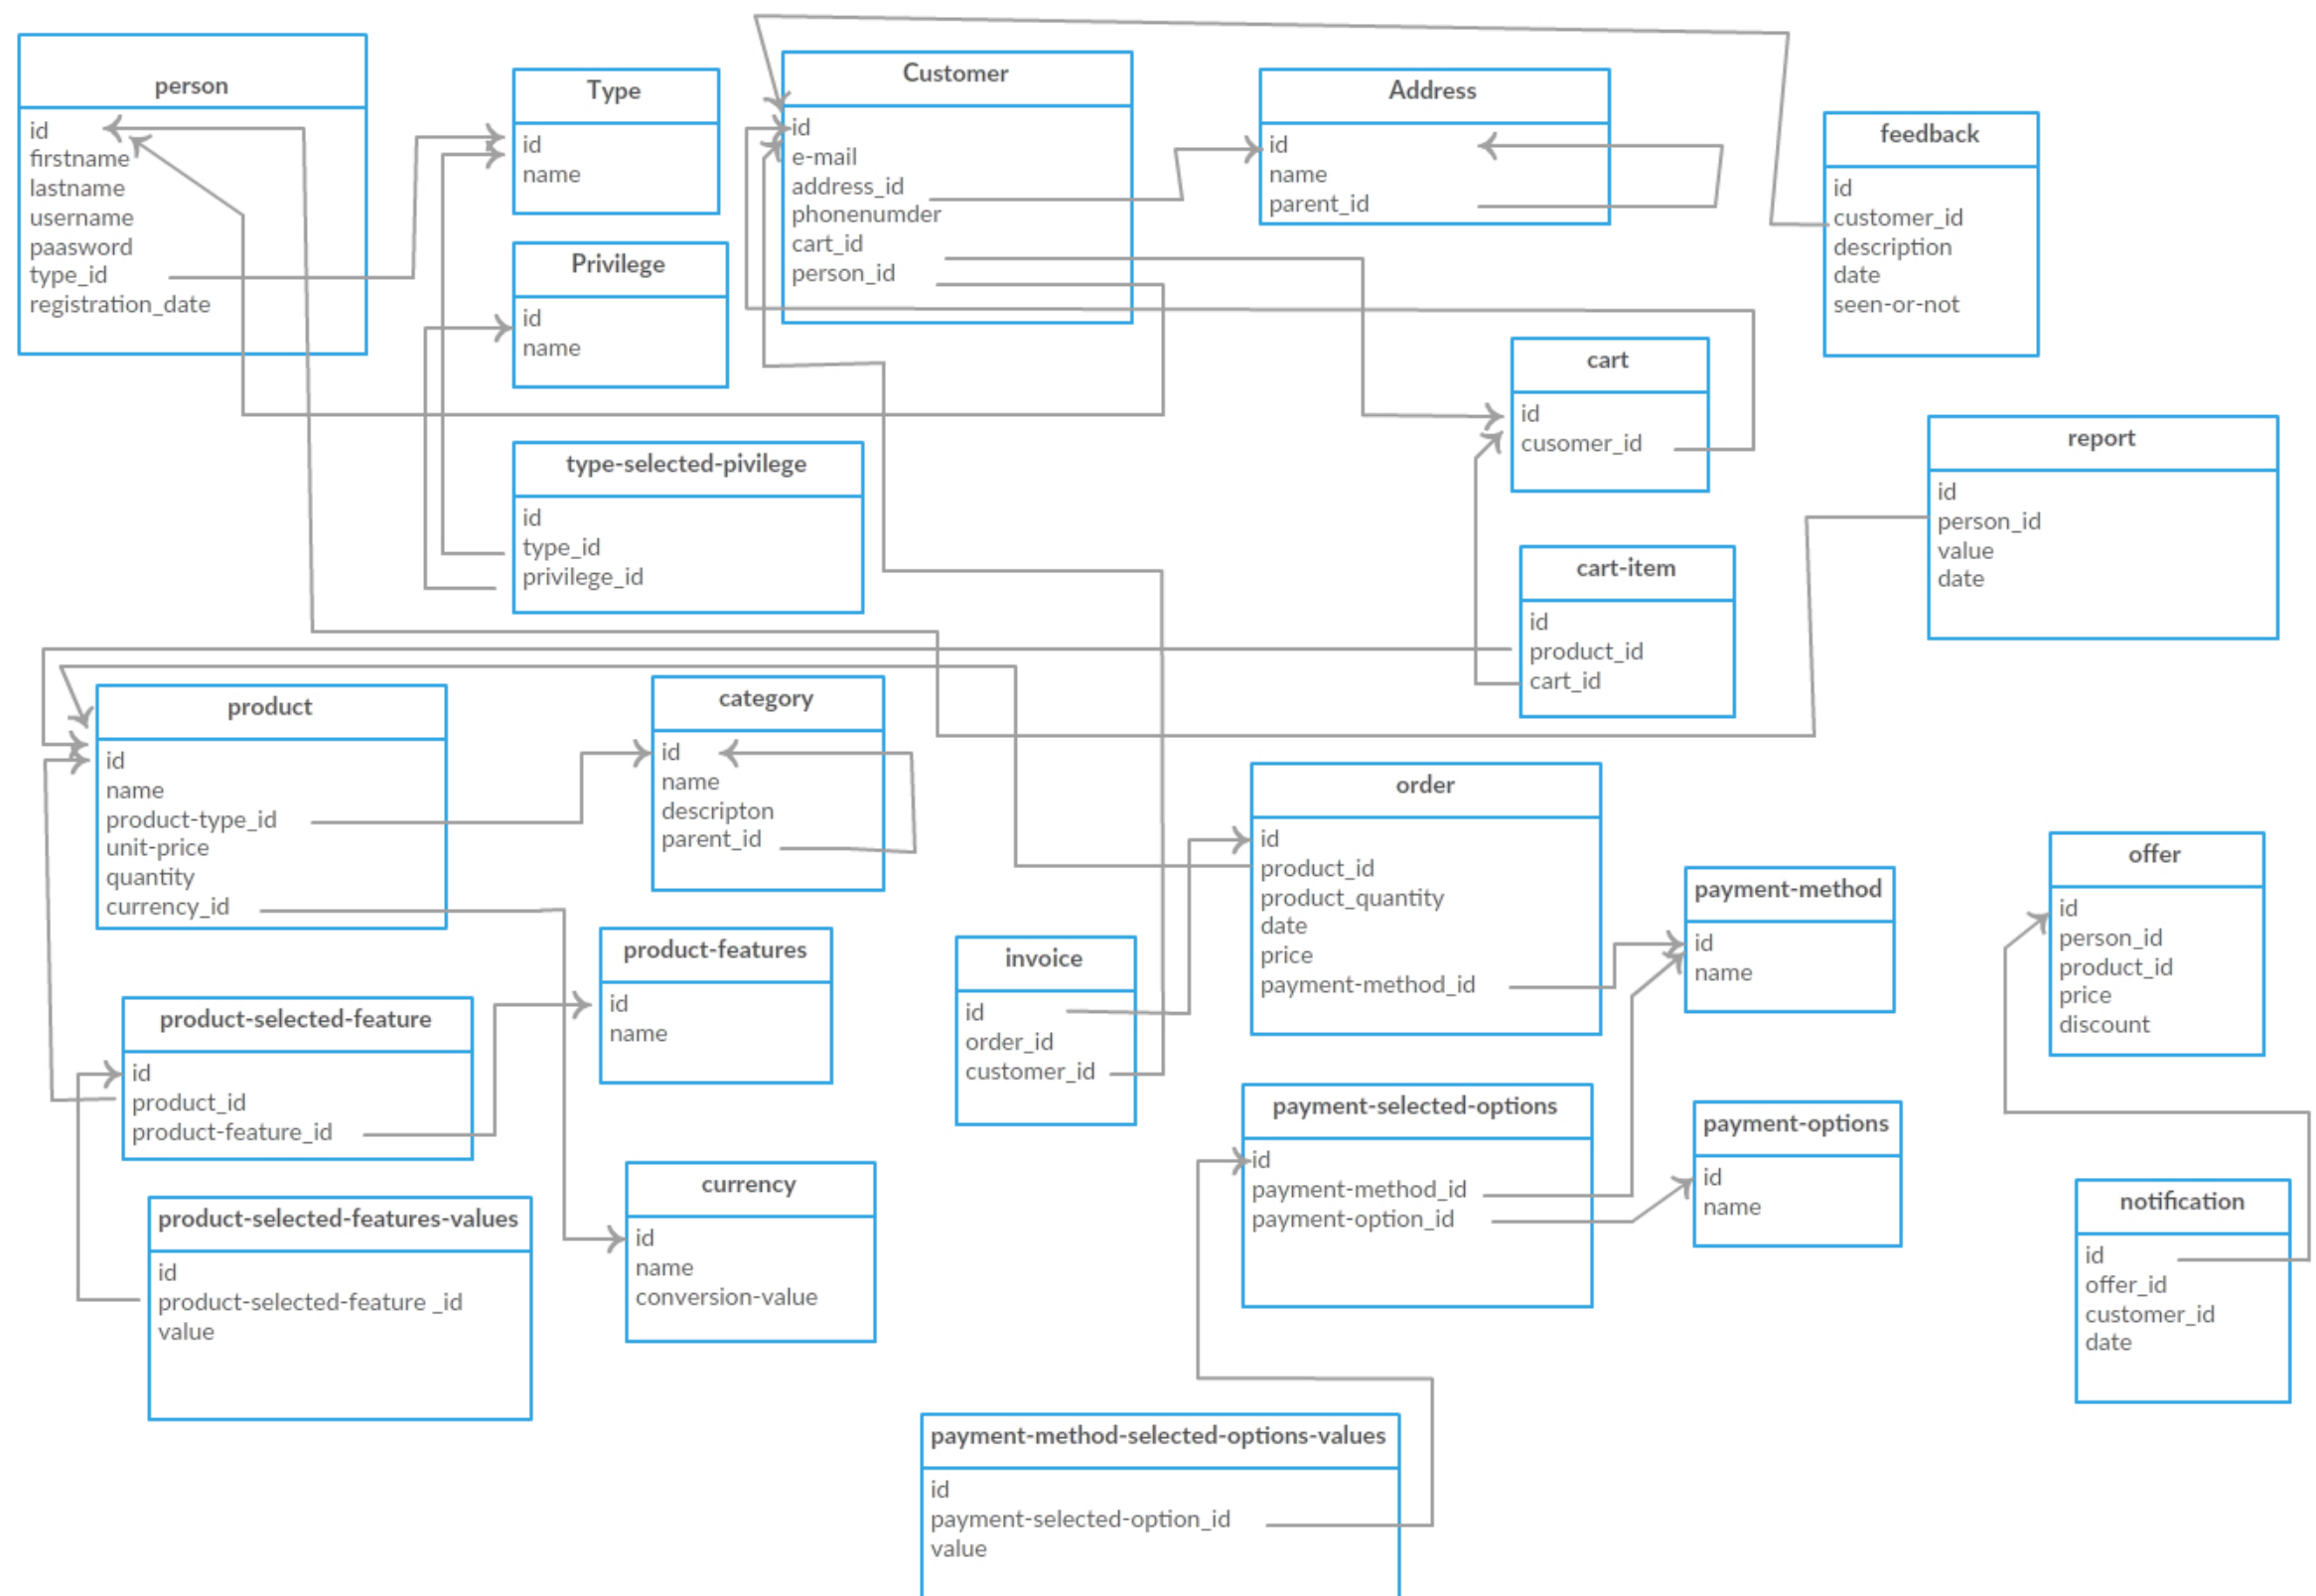 person
id
firstname
lastname
username
paasword
type_id
registration_date
Type
id
name
Privilege
id
name
type-selected-pivilege
id
type_id
privilege_id
Customer
id
e-mail
address_id
phonenumder
cart_id
person_id
Address
id
name
parent_id
feedback
id
customer_id
description
date
seen-or-not
cart
id
cusomer_id
cart-item
id
product_id
cart_id
report
id
person_id
value
date
product
id
name
product-type_id
unit-price
quantity
currency_id
category
id
name
descripton
parent_id
product-features
id
name
product-selected-feature
id
product_id
product-feature_id
product-selected-features-values
id
product-selected-feature _id
value
currency
id
name
conversion-value
invoice
id
order_id
customer_id
order
id
product_id
product_quantity
date
price
payment-method_id
payment-method
id
name
payment-selected-options
id
payment-method_id
payment-option_id
payment-options
id
name
offer
id
person_id
product_id
price
discount
notification
id
offer_id
customer_id
date
payment-method-selected-options-values
id
payment-selected-option_id
value